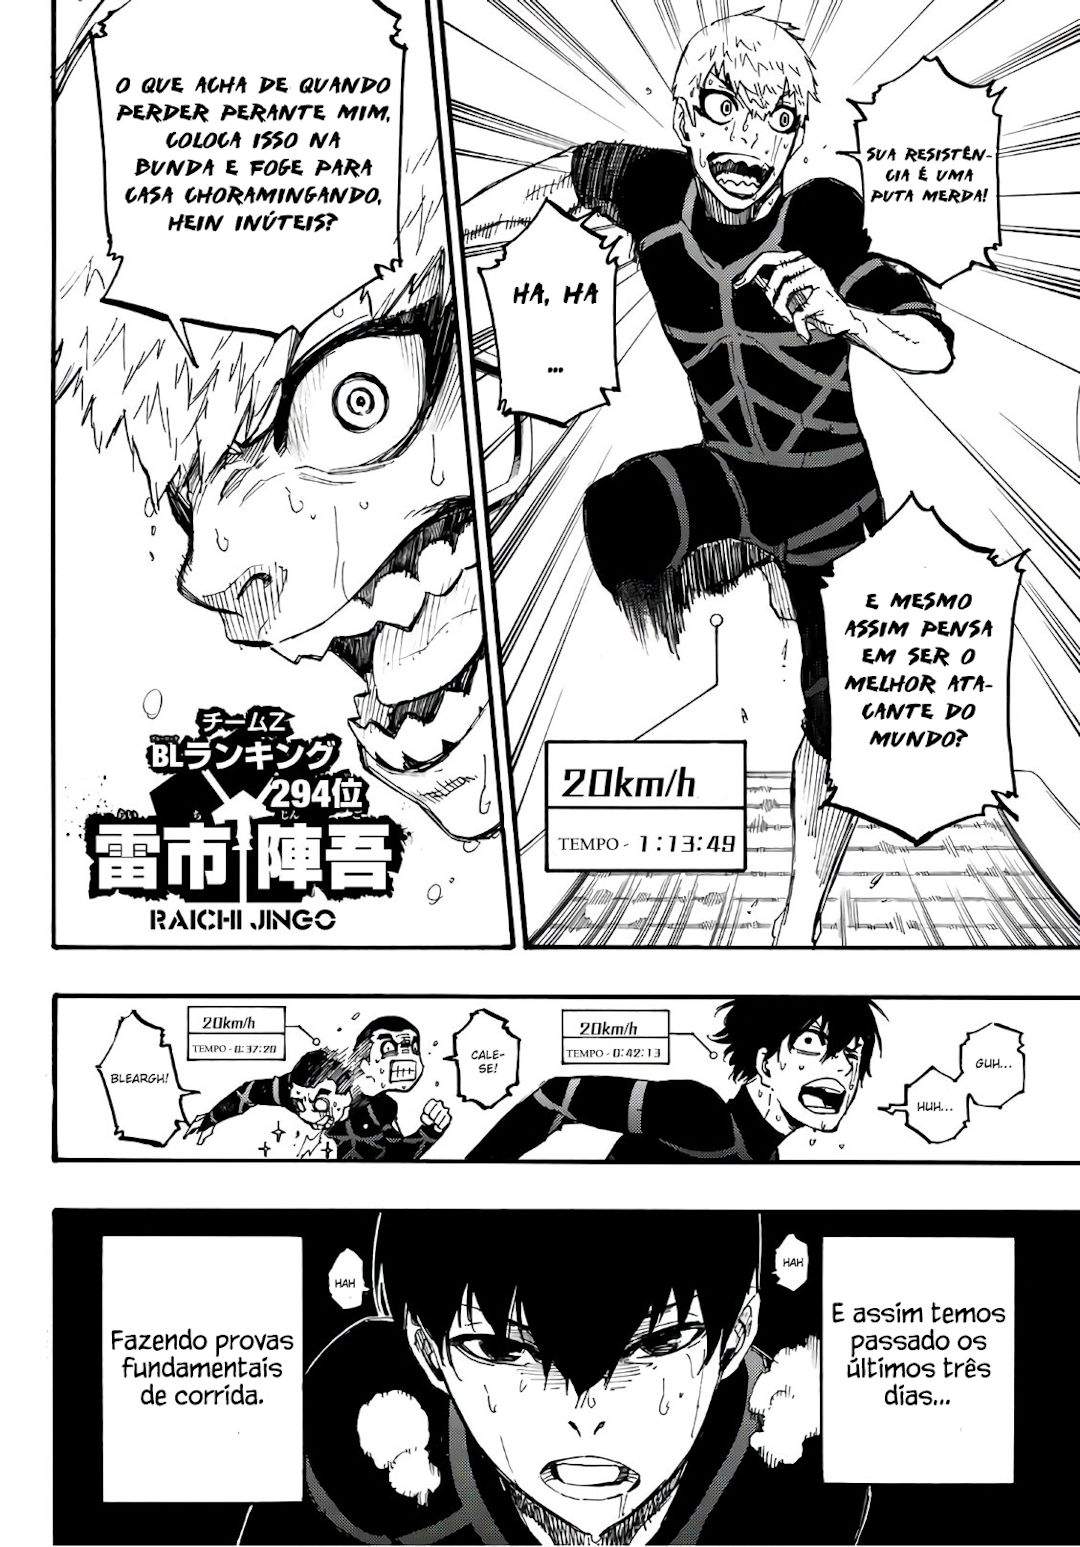 SUA RESISTÊN-
CIA É UMA
PUTA MERDA!
HA, HA
...
E MESMO
ASSIM PENSA
EM SER O
MELHOR ATA-
CANTE DO
MUNDO?
20km/h
TEMPO - 1:13:49
O QUE ACHA DE QUANDO
PERDER PERANTE MIM,
COLOCA ISSO NA
BUNDA E FOGE PARA
CASA CHORAMINGANDO,
HEIN INÚTEIS?
チームZ
BLランキング
294位
雷市 陣吾
RAICHI JINGO
GUH...
HUH...
20km/h
TEMPO - 0:42:13
CALE-
SE!
20km/h
TEMPO - 0:37:20
BLEARGH!
E assim temos
passado os
últimos três
dias...
HAH
HAH
Fazendo provas
fundamentais
de corrida.